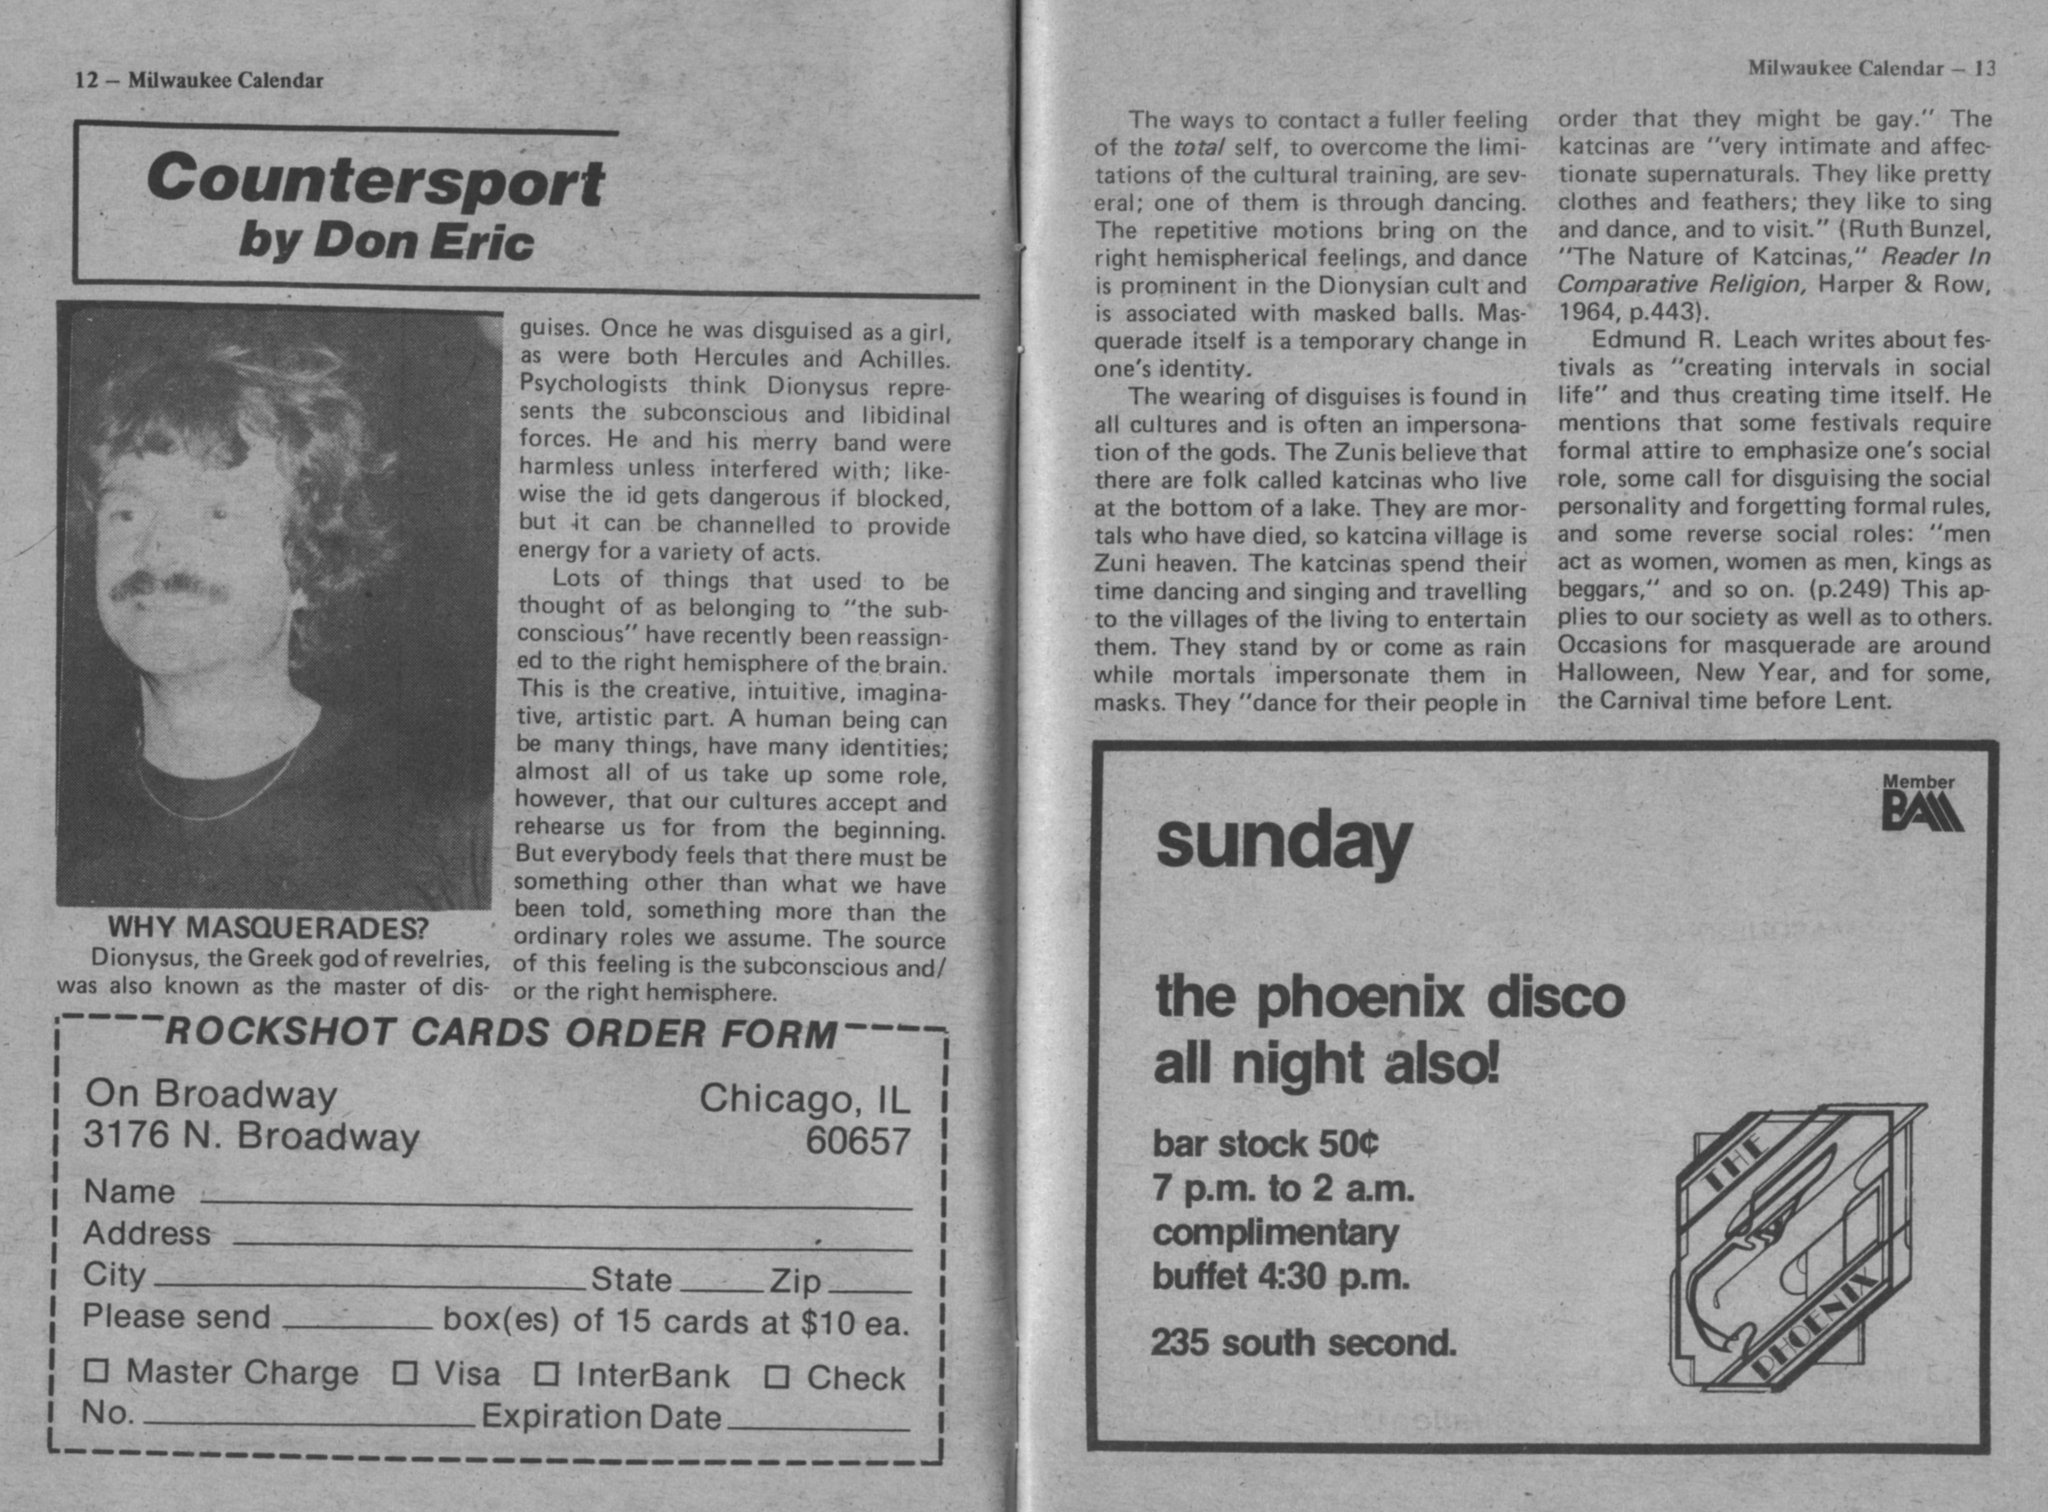 12 — Milwaukee Calendar
Countersport
by Don Eric
WHY MASQUERADES?
Dionysus, the Greek god of revelries,
was also known as the master of dis-
guises. Once he was disguised as a girl,
as were both Hercules and Achilles.
Psychologists think Dionysus repre-
sents the subconscious and libidinal
forces. He and his merry band were
harmless unless interfered with; like-
wise the id gets dangerous if blocked,
but it can be channelled to provide
energy for a variety of acts.
Lots of things that used to be
thought of as belonging to "the sub-
conscious" have recently been reassign-
ed to the right hemisphere of the brain.
This is the creative, intuitive, imagina-
tive, artistic part. A human being can
be many things, have many identities;
almost all of us take up some role,
however, that our cultures accept and
rehearse us for from the beginning.
But everybody feels that there must be
something other than what we have
been told, something more than the
ordinary roles we assume. The source
of this feeling is the subconscious and/
or the right hemisphere.
ROCKSHOT CARDS ORDER FORM
On Broadway Chicago, IL
3176 N. Broadway 60657
Name
Address
City State Zip
Please send box(es) of 15 cards at $10 ea.
Master Charge Visa InterBank Check
No. Expiration Date
Milwaukee Calendar — 13
The ways to contact a fuller feeling
of the total self, to overcome the limi-
tations of the cultural training, are sev-
eral; one of them is through dancing.
The repetitive motions bring on the
right hemispherical feelings, and dance
is prominent in the Dionysian cult and
is associated with masked balls. Mas-
querade itself is a temporary change in
one's identity.
The wearing of disguises is found in
all cultures and is often an impersona-
tion of the gods. The Zunis believe that
there are folk called katcinas who live
at the bottom of a lake. They are mor-
tals who have died, so katcina village is
Zuni heaven. The katcinas spend their
time dancing and singing and travelling
to the villages of the living to entertain
them. They stand by or come as rain
while mortals impersonate them in
masks. They "dance for their people in
order that they might be gay." The
katcinas are "very intimate and affec-
tionate supernaturals. They like pretty
clothes and feathers; they like to sing
and dance, and to visit." (Ruth Bunzel,
"The Nature of Katcinas," Reader In
Comparative Religion, Harper & Row,
1964, p.443).
Edmund R. Leach writes about fes-
tivals as "creating intervals in social
life" and thus creating time itself. He
mentions that some festivals require
formal attire to emphasize one's social
role, some call for disguising the social
personality and forgetting formal rules,
and some reverse social roles: "men
act as women, women as men, kings as
beggars," and so on. (p.249) This ap-
plies to our society as well as to others.
Occasions for masquerade are around
Halloween, New Year, and for some,
the Carnival time before Lent.
Member
BAM
sunday
the phoenix disco
all night also!
bar stock 50¢
7 p.m. to 2 a.m.
complimentary
buffet 4:30 p.m.
235 south second.
THE
PHOENIX